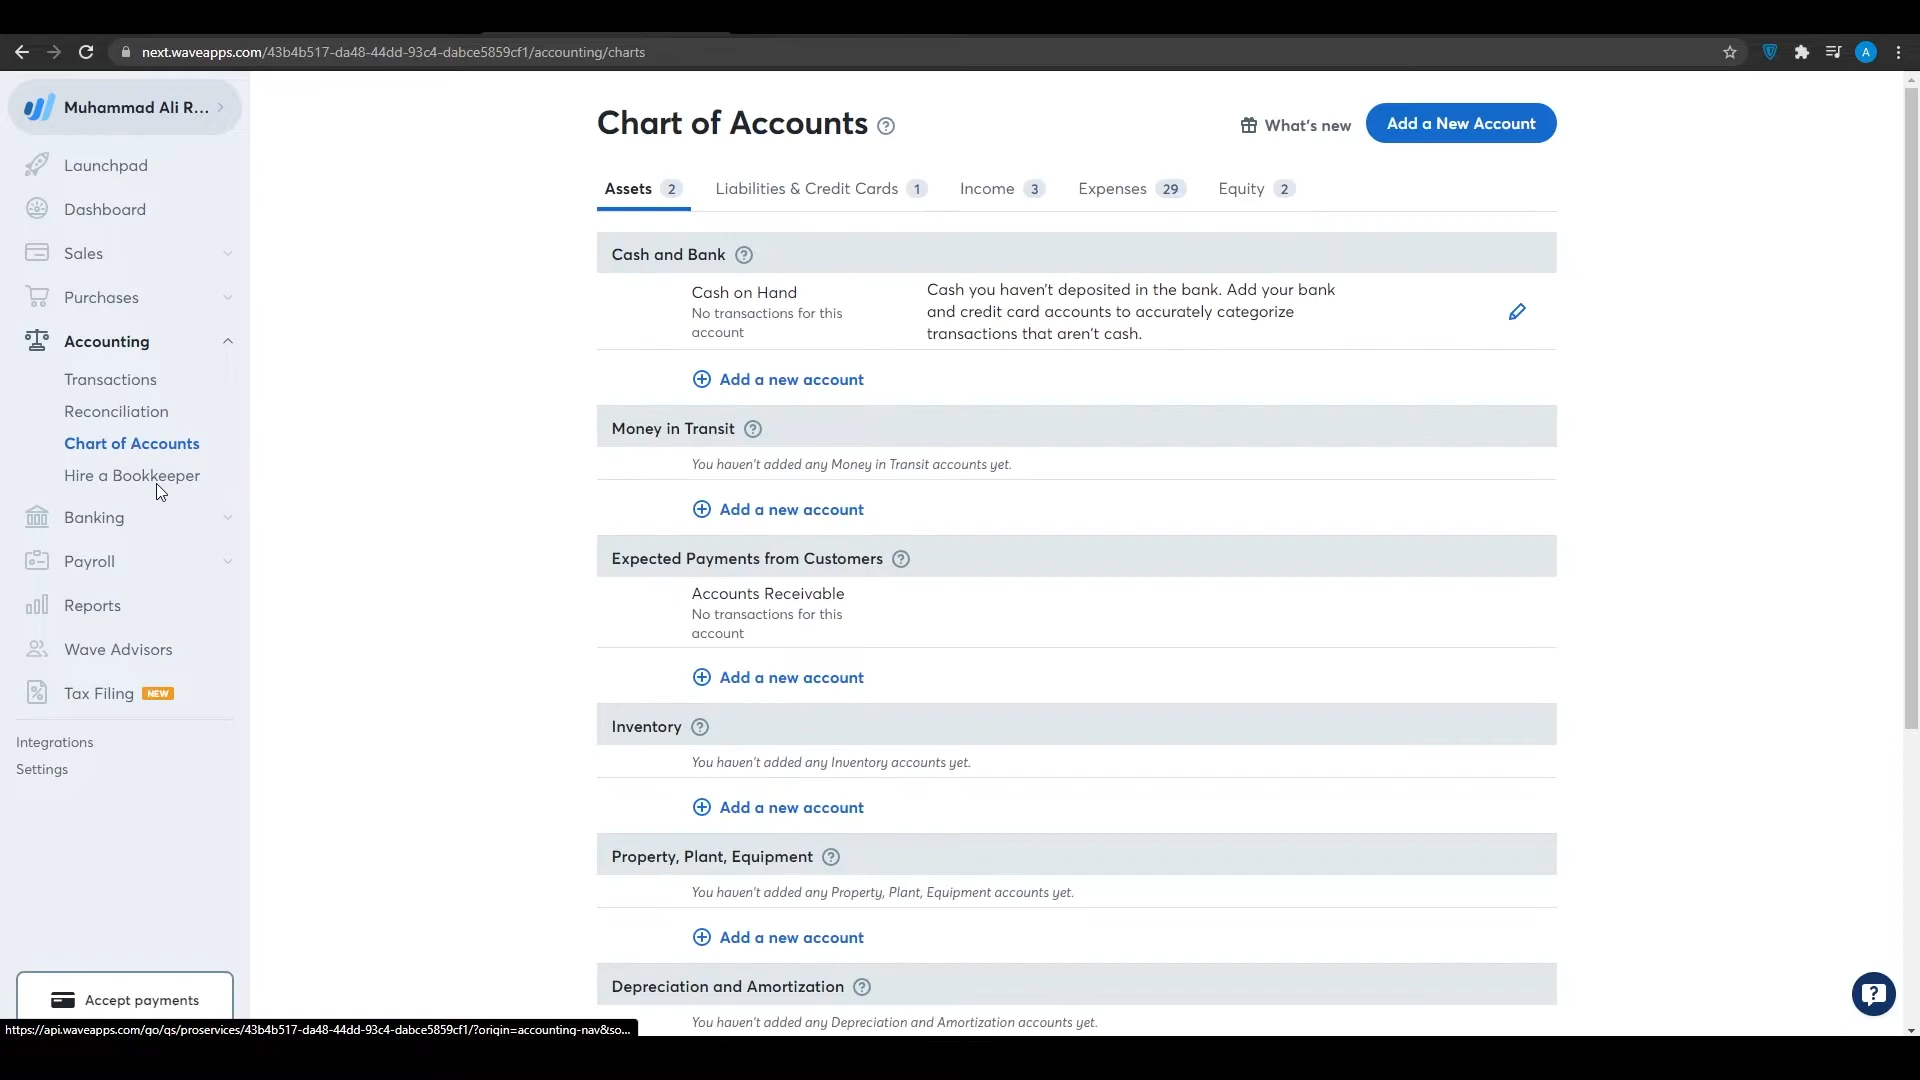 next.waveapps.com/43b4b517-da48-44dd-93c4-dabce5859cf1/accounting/charts
A
Muhammad Ali R...
Launchpad
Dashboard
Sales
Purchases
Accounting
Transactions
Reconciliation
Chart of Accounts
Hire a Bookkeeper
Banking
Payroll
Reports
Wave Advisors
Tax Filing NEW
Integrations
Settings
Accept payments
https://api.waveapps.com/go/qs/proservices/43b4b517-da48-44dd-93c4-dabce5859cf1/?origin=accounting-nav&so...
Chart of Accounts
What's new
Add a New Account
Assets 2 Liabilities & Credit Cards 1 Income 3 Expenses 29 Equity 2
Cash and Bank
Cash on Hand
No transactions for this
account
Cash you haven't deposited in the bank. Add your bank
and credit card accounts to accurately categorize
transactions that aren't cash.
Add a new account
Money in Transit
You haven't added any Money in Transit accounts yet.
Add a new account
Expected Payments from Customers
Accounts Receivable
No transactions for this
account
Add a new account
Inventory
You haven't added any Inventory accounts yet.
Add a new account
Property, Plant, Equipment
You haven't added any Property, Plant, Equipment accounts yet.
Add a new account
Depreciation and Amortization
You haven't added any Depreciation and Amortization accounts yet.